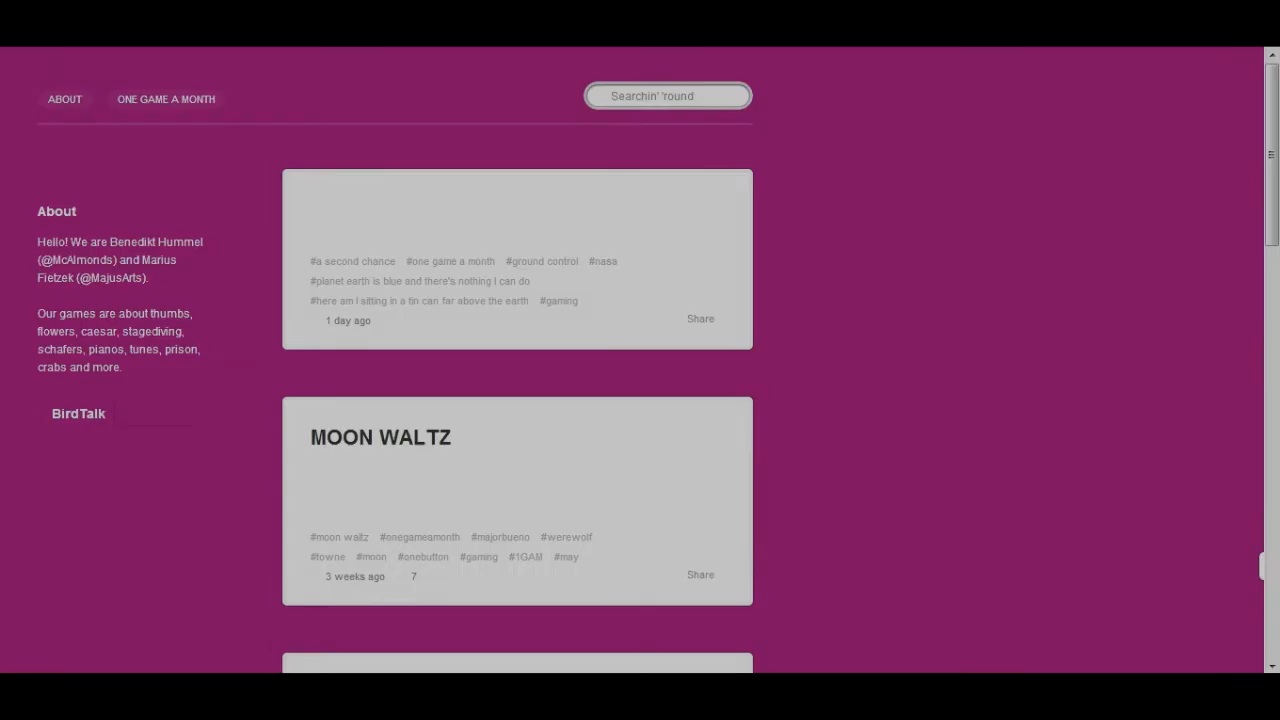 ABOUT ONE GAME A MONTH
Searchin' 'round
About
Hello! We are Benedikt Hummel
(@McAlmonds) and Marius
Fietzek (@MajusArts).
Our games are about thumbs,
flowers, caesar, stagediving,
schafers, pianos, tunes, prison,
crabs and more.
BirdTalk
#a second chance #one game a month #ground control #nasa
#planet earth is blue and there's nothing I can do
#here am I sitting in a tin can far above the earth #gaming
1 day ago Share
MOON WALTZ
#moon waltz #onegameamonth #majorbueno #werewolf
#towne #moon #onebutton #gaming #1GAM #may
3 weeks ago 7 Share